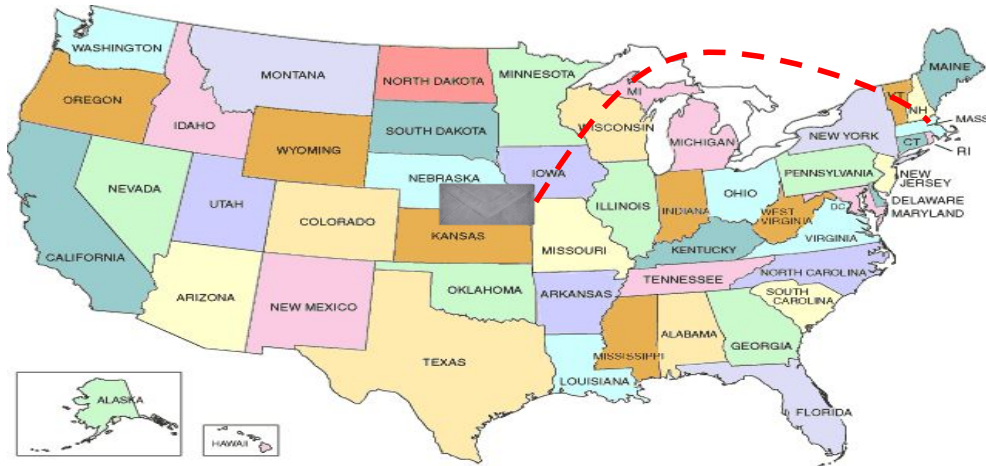 WASHINGTON
MAINE
MONTANA
NORTH DAKOTA
MINNESOTA
VT
NH
OREGON
MI
MASS
IDAHO
SOUTH DAKOTA
WISCONSIN
NEW YORK
CT
RI
WYOMING
MICHIGAN
NEBRASKA
IOWA
PENNSYLVANIA
NEW
JERSEY
NEVADA
UTAH
OHIO
DELAWARE
MARYLAND
DC
ILLINOIS
INDIANA
WEST
VIRGINIA
COLORADO
KANSAS
MISSOURI
VIRGINIA
CALIFORNIA
KENTUCKY
NORTH CAROLINA
TENNESSEE
ARIZONA
NEW MEXICO
OKLAHOMA
ARKANSAS
SOUTH
CAROLINA
TEXAS
MISSISSIPPI
ALABAMA
GEORGIA
LOUISIANA
ALASKA
FLORIDA
HAWAII